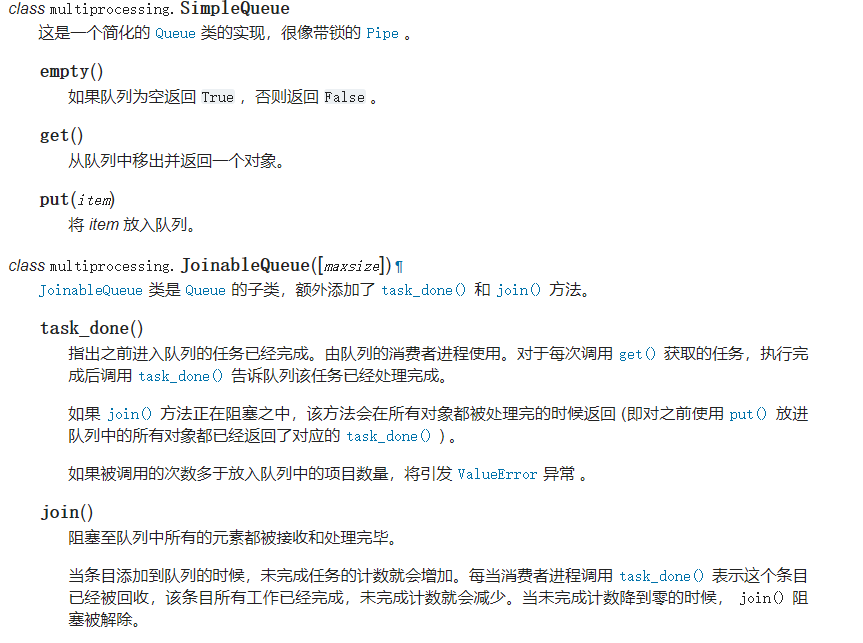 class multiprocessing. SimpleQueue
这是一个简化的 Queue 类的实现，很像带锁的 Pipe 。
empty()
如果队列为空返回 True ，否则返回 False 。
get()
从队列中移出并返回一个对象。
put(item)
将 item 放入队列。
class multiprocessing. JoinableQueue([maxsize])¶
JoinableQueue 类是 Queue 的子类，额外添加了 task_done() 和 join() 方法。
task_done()
指出之前进入队列的任务已经完成。由队列的消费者进程使用。对于每次调用 get() 获取的任务，执行完
成后调用 task_done() 告诉队列该任务已经处理完成。
如果 join() 方法正在阻塞之中，该方法会在所有对象都被处理完的时候返回 (即对之前使用 put() 放进
队列中的所有对象都已经返回了对应的 task_done() ) 。
如果被调用的次数多于放入队列中的项目数量，将引发 ValueError 异常 。
join()
阻塞至队列中所有的元素都被接收和处理完毕。
当条目添加到队列的时候，未完成任务的计数就会增加。每当消费者进程调用 task_done() 表示这个条目
已经被回收，该条目所有工作已经完成，未完成计数就会减少。当未完成计数降到零的时候， join() 阻
塞被解除。